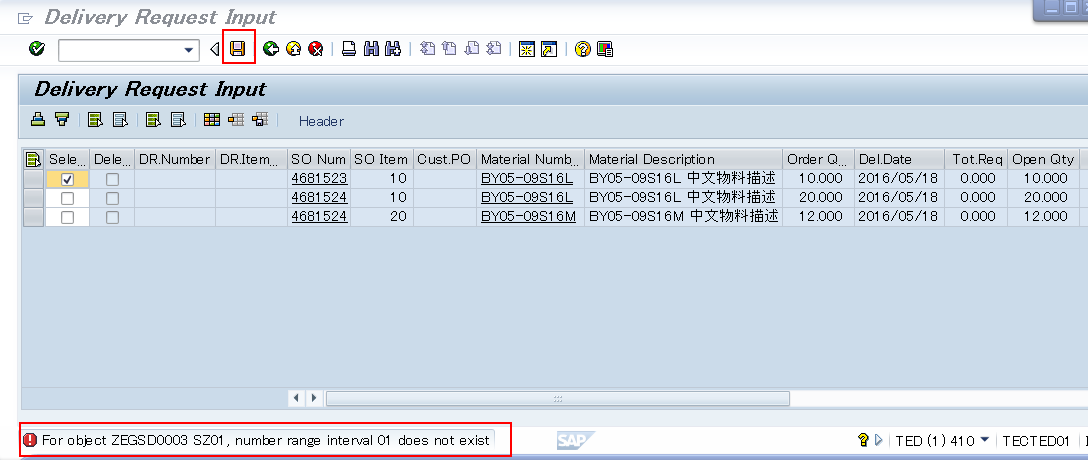 Delivery Request Input
Delivery Request Input
Header
Sele... Dele... DR.Number DR.Item... SO Num SO Item Cust.PO Material Numb... Material Description Order Q... Del.Date Tot.Req Open Qty
4681523 10 BY05-09S16L BY05-09S16L 中文物料描述 10.000 2016/05/18 0.000 10.000
4681524 10 BY05-09S16L BY05-09S16L 中文物料描述 20.000 2016/05/18 0.000 20.000
4681524 20 BY05-09S16M BY05-09S16M 中文物料描述 12.000 2016/05/18 0.000 12.000
For object ZEGSD0003 SZ01, number range interval 01 does not exist
SAP
TED (1) 410 TECTED01